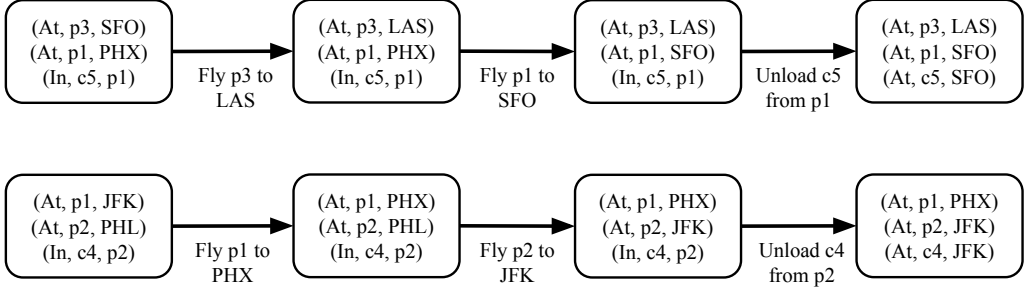 (At, p3, SFO)
(At, p1, PHX)
(In, c5, p1)
Fly p3 to
LAS
(At, p3, LAS)
(At, p1, PHX)
(In, c5, p1)
Fly p1 to
SFO
(At, p3, LAS)
(At, p1, SFO)
(In, c5, p1)
Unload c5
from p1
(At, p3, LAS)
(At, p1, SFO)
(At, c5, SFO)
(At, p1, JFK)
(At, p2, PHL)
(In, c4, p2)
Fly p1 to
PHX
(At, p1, PHX)
(At, p2, PHL)
(In, c4, p2)
Fly p2 to
JFK
(At, p1, PHX)
(At, p2, JFK)
(In, c4, p2)
Unload c4
from p2
(At, p1, PHX)
(At, p2, JFK)
(At, c4, JFK)